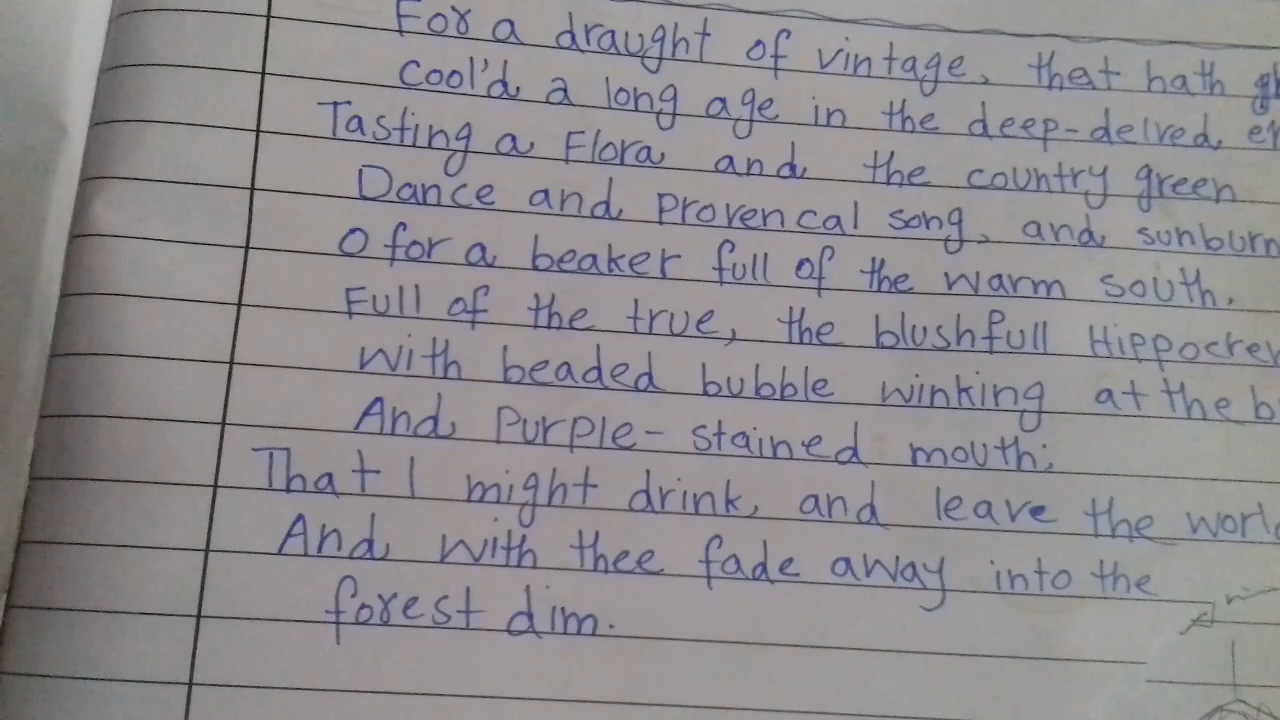 For a draught of vintage, that hath
cool'd a long age in the deep-delved,
Tasting a Flora and the country green
Dance and Provencal song, and sunburn
O for a beaker full of the warm south.
Full of the true, the blushfull Hippocren
with beaded bubble winking at the b
And Purple-stained mouth;
That I might drink, and leave the worl
And with thee fade away into the
forest dim.